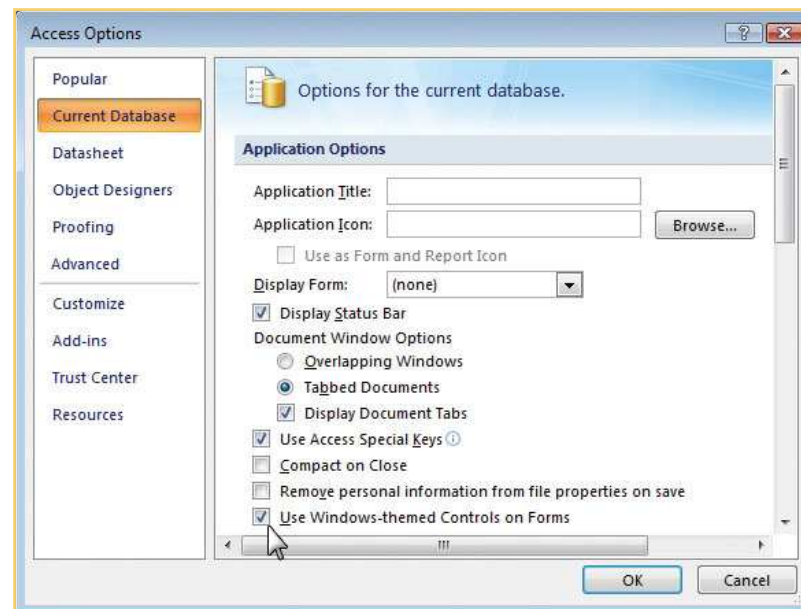 Access Options
Popular
Current Database
Datasheet
Object Designers
Proofing
Advanced
Customize
Add-ins
Trust Center
Resources
Options for the current database.
Application Options
Application Title:
Application Icon:
Browse...
Use as Form and Report Icon
Display Form:
(none)
Display Status Bar
Document Window Options
Overlapping Windows
Tabbed Documents
Display Document Tabs
Use Access Special Keys
Compact on Close
Remove personal information from file properties on save
Use Windows-themed Controls on Forms
OK
Cancel